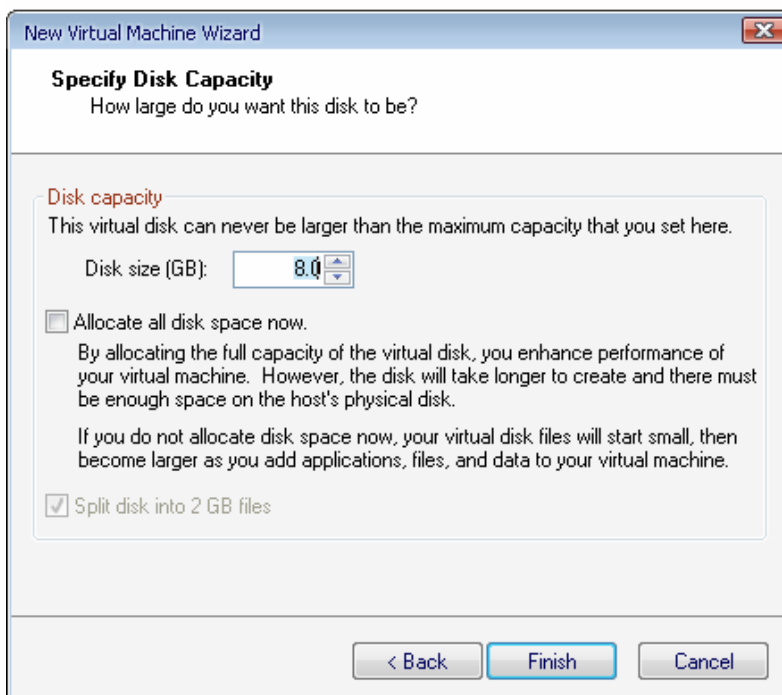 New Virtual Machine Wizard
Specify Disk Capacity
How large do you want this disk to be?
Disk capacity
This virtual disk can never be larger than the maximum capacity that you set here.
Disk size (GB): 8.0
Allocate all disk space now.
By allocating the full capacity of the virtual disk, you enhance performance of
your virtual machine. However, the disk will take longer to create and there must
be enough space on the host's physical disk.
If you do not allocate disk space now, your virtual disk files will start small, then
become larger as you add applications, files, and data to your virtual machine.
Split disk into 2 GB files
< Back Finish Cancel